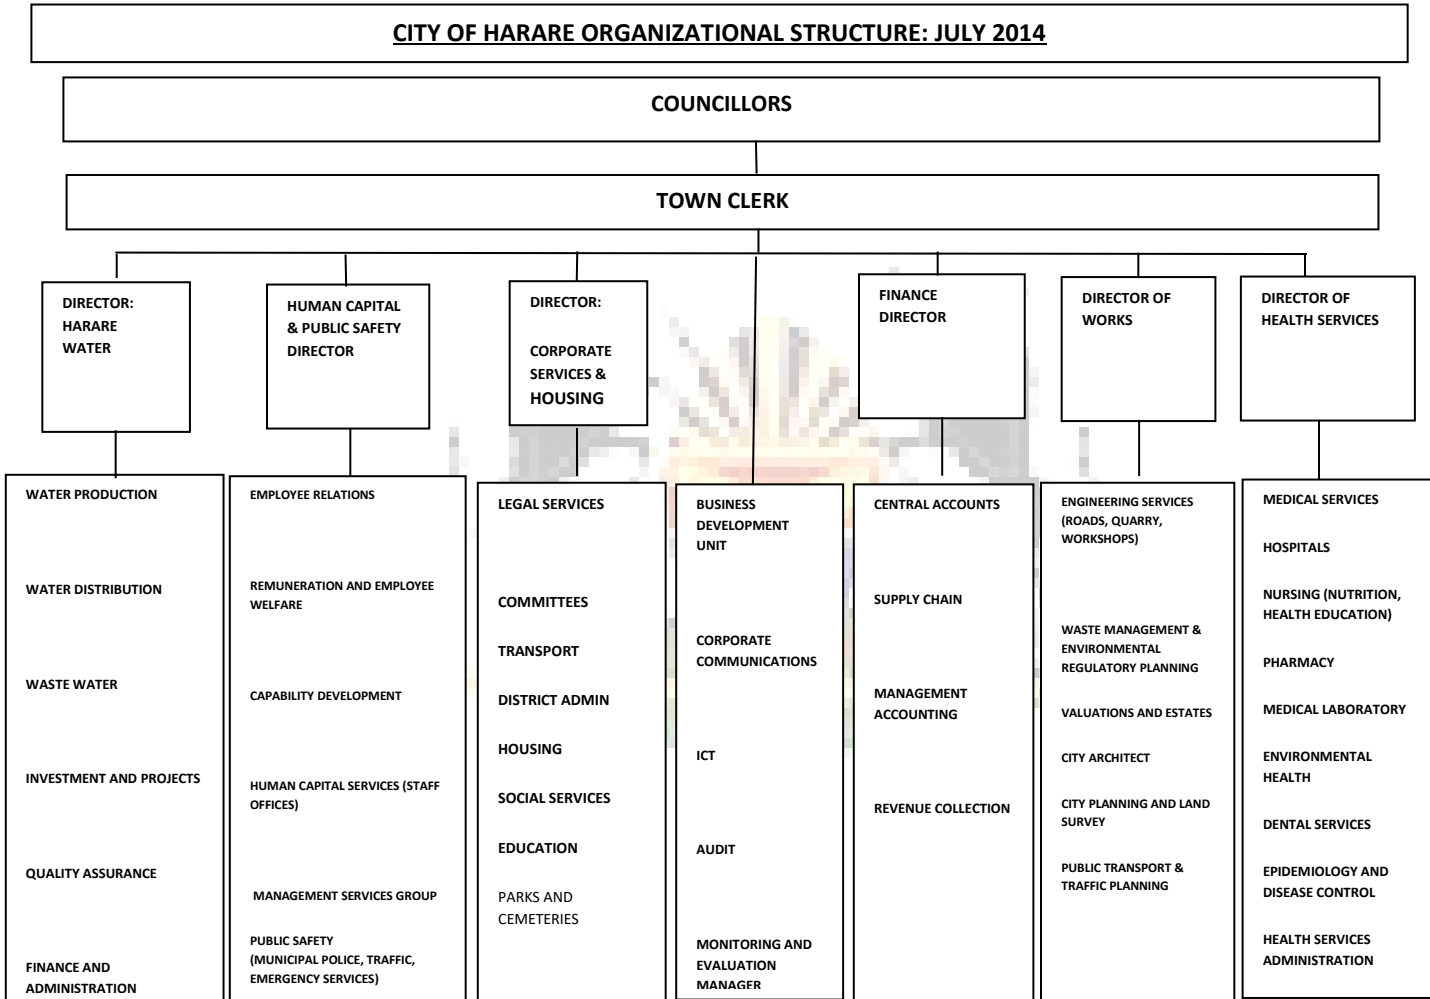 CITY OF HARARE ORGANIZATIONAL STRUCTURE: JULY 2014
COUNCILLORS
TOWN CLERK
DIRECTOR:
HARARE
WATER
HUMAN CAPITAL
& PUBLIC SAFETY
DIRECTOR
DIRECTOR:
CORPORATE
SERVICES &
HOUSING
FINANCE
DIRECTOR
DIRECTOR OF
WORKS
DIRECTOR OF
HEALTH SERVICES
WATER PRODUCTION
WATER DISTRIBUTION
WASTE WATER
INVESTMENT AND PROJECTS
QUALITY ASSURANCE
FINANCE AND
ADMINISTRATION
EMPLOYEE RELATIONS
REMUNERATION AND EMPLOYEE
WELFARE
CAPABILITY DEVELOPMENT
HUMAN CAPITAL SERVICES (STAFF
OFFICES)
MANAGEMENT SERVICES GROUP
PUBLIC SAFETY
(MUNICIPAL POLICE, TRAFFIC,
EMERGENCY SERVICES)
LEGAL SERVICES
COMMITTEES
TRANSPORT
DISTRICT ADMIN
HOUSING
SOCIAL SERVICES
EDUCATION
PARKS AND
CEMETERIES
BUSINESS
DEVELOPMENT
UNIT
CORPORATE
COMMUNICATIONS
ICT
AUDIT
MONITORING AND
EVALUATION
MANAGER
CENTRAL ACCOUNTS
SUPPLY CHAIN
MANAGEMENT
ACCOUNTING
REVENUE COLLECTION
ENGINEERING SERVICES
(ROADS, QUARRY,
WORKSHOPS)
WASTE MANAGEMENT &
ENVIRONMENTAL
REGULATORY PLANNING
VALUATIONS AND ESTATES
CITY ARCHITECT
CITY PLANNING AND LAND
SURVEY
PUBLIC TRANSPORT &
TRAFFIC PLANNING
MEDICAL SERVICES
HOSPITALS
NURSING (NUTRITION,
HEALTH EDUCATION)
PHARMACY
MEDICAL LABORATORY
ENVIRONMENTAL
HEALTH
DENTAL SERVICES
EPIDEMIOLOGY AND
DISEASE CONTROL
HEALTH SERVICES
ADMINISTRATION